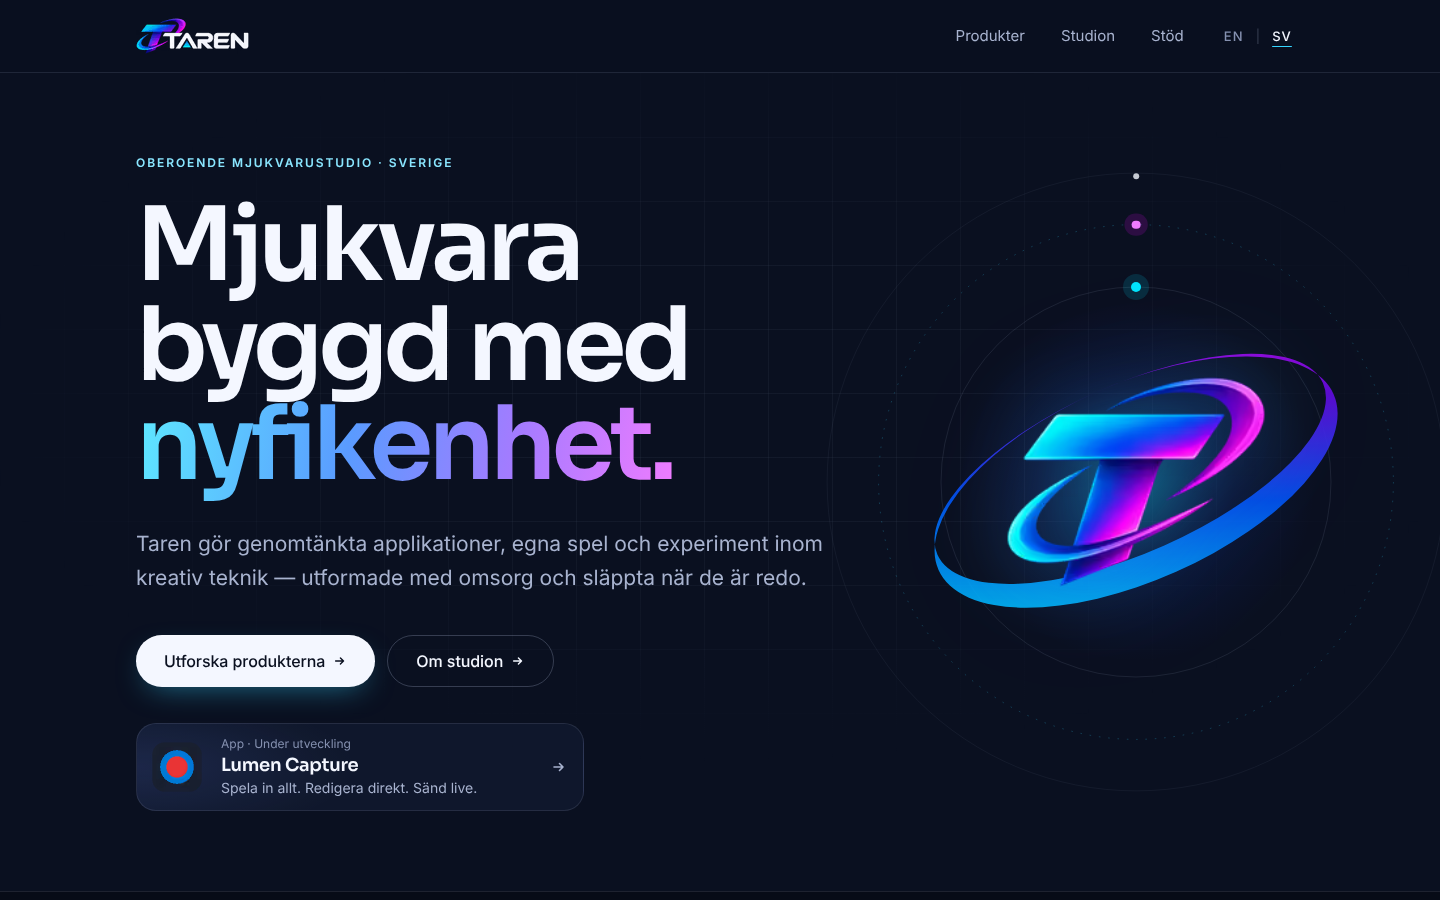 TAREN
Produkter
Studion
Stöd
EN
SV
OBEROENDE MJUKVARUSTUDIO · SVERIGE
Mjukvara
byggd med
nyfikenhet.
Taren gör genomtänkta applikationer, egna spel och experiment inom
kreativ teknik — utformade med omsorg och släppta när de är redo.
Utforska produkterna →
Om studion →
App · Under utveckling
Lumen Capture
Spela in allt. Redigera direkt. Sänd live.